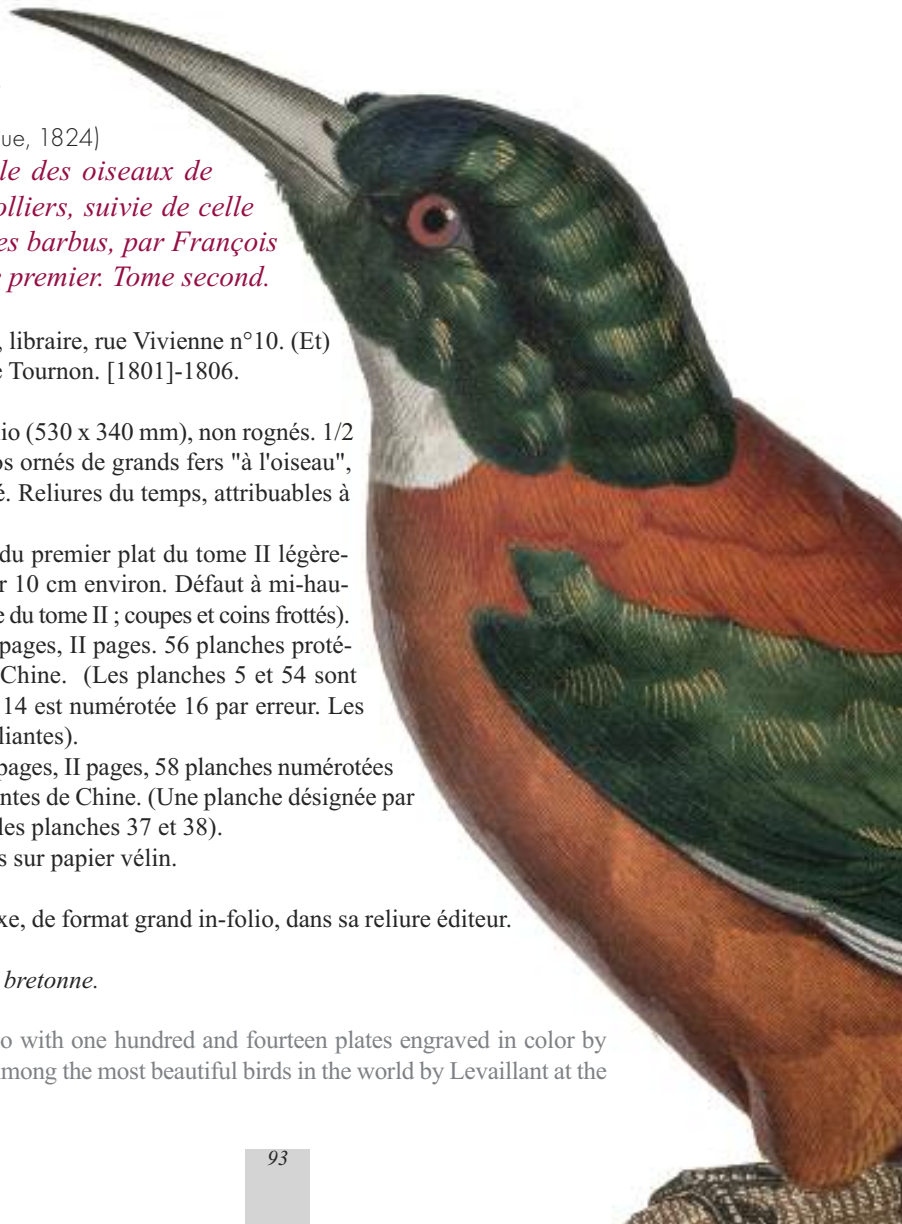 ue, 1824)
le des oiseaux de
olliers, suivie de celle
es barbus, par François
e premier. Tome second.
, libraire, rue Vivienne n°10. (Et)
e Tournon. [1801]-1806.
io (530 x 340 mm), non rognés. 1/2
os ornés de grands fers "à l'oiseau",
é. Reliures du temps, attribuables à
du premier plat du tome II légère-
r 10 cm environ. Défaut à mi-hau-
e du tome II ; coupes et coins frottés).
pages, II pages. 56 planches proté-
Chine. (Les planches 5 et 54 sont
14 est numérotée 16 par erreur. Les
liantes).
pages, II pages, 58 planches numérotées
ntes de Chine. (Une planche désignée par
les planches 37 et 38).
s sur papier vélin.
xe, de format grand in-folio, dans sa reliure éditeur.
bretonne.
o with one hundred and fourteen plates engraved in color by
among the most beautiful birds in the world by Levaillant at the
93